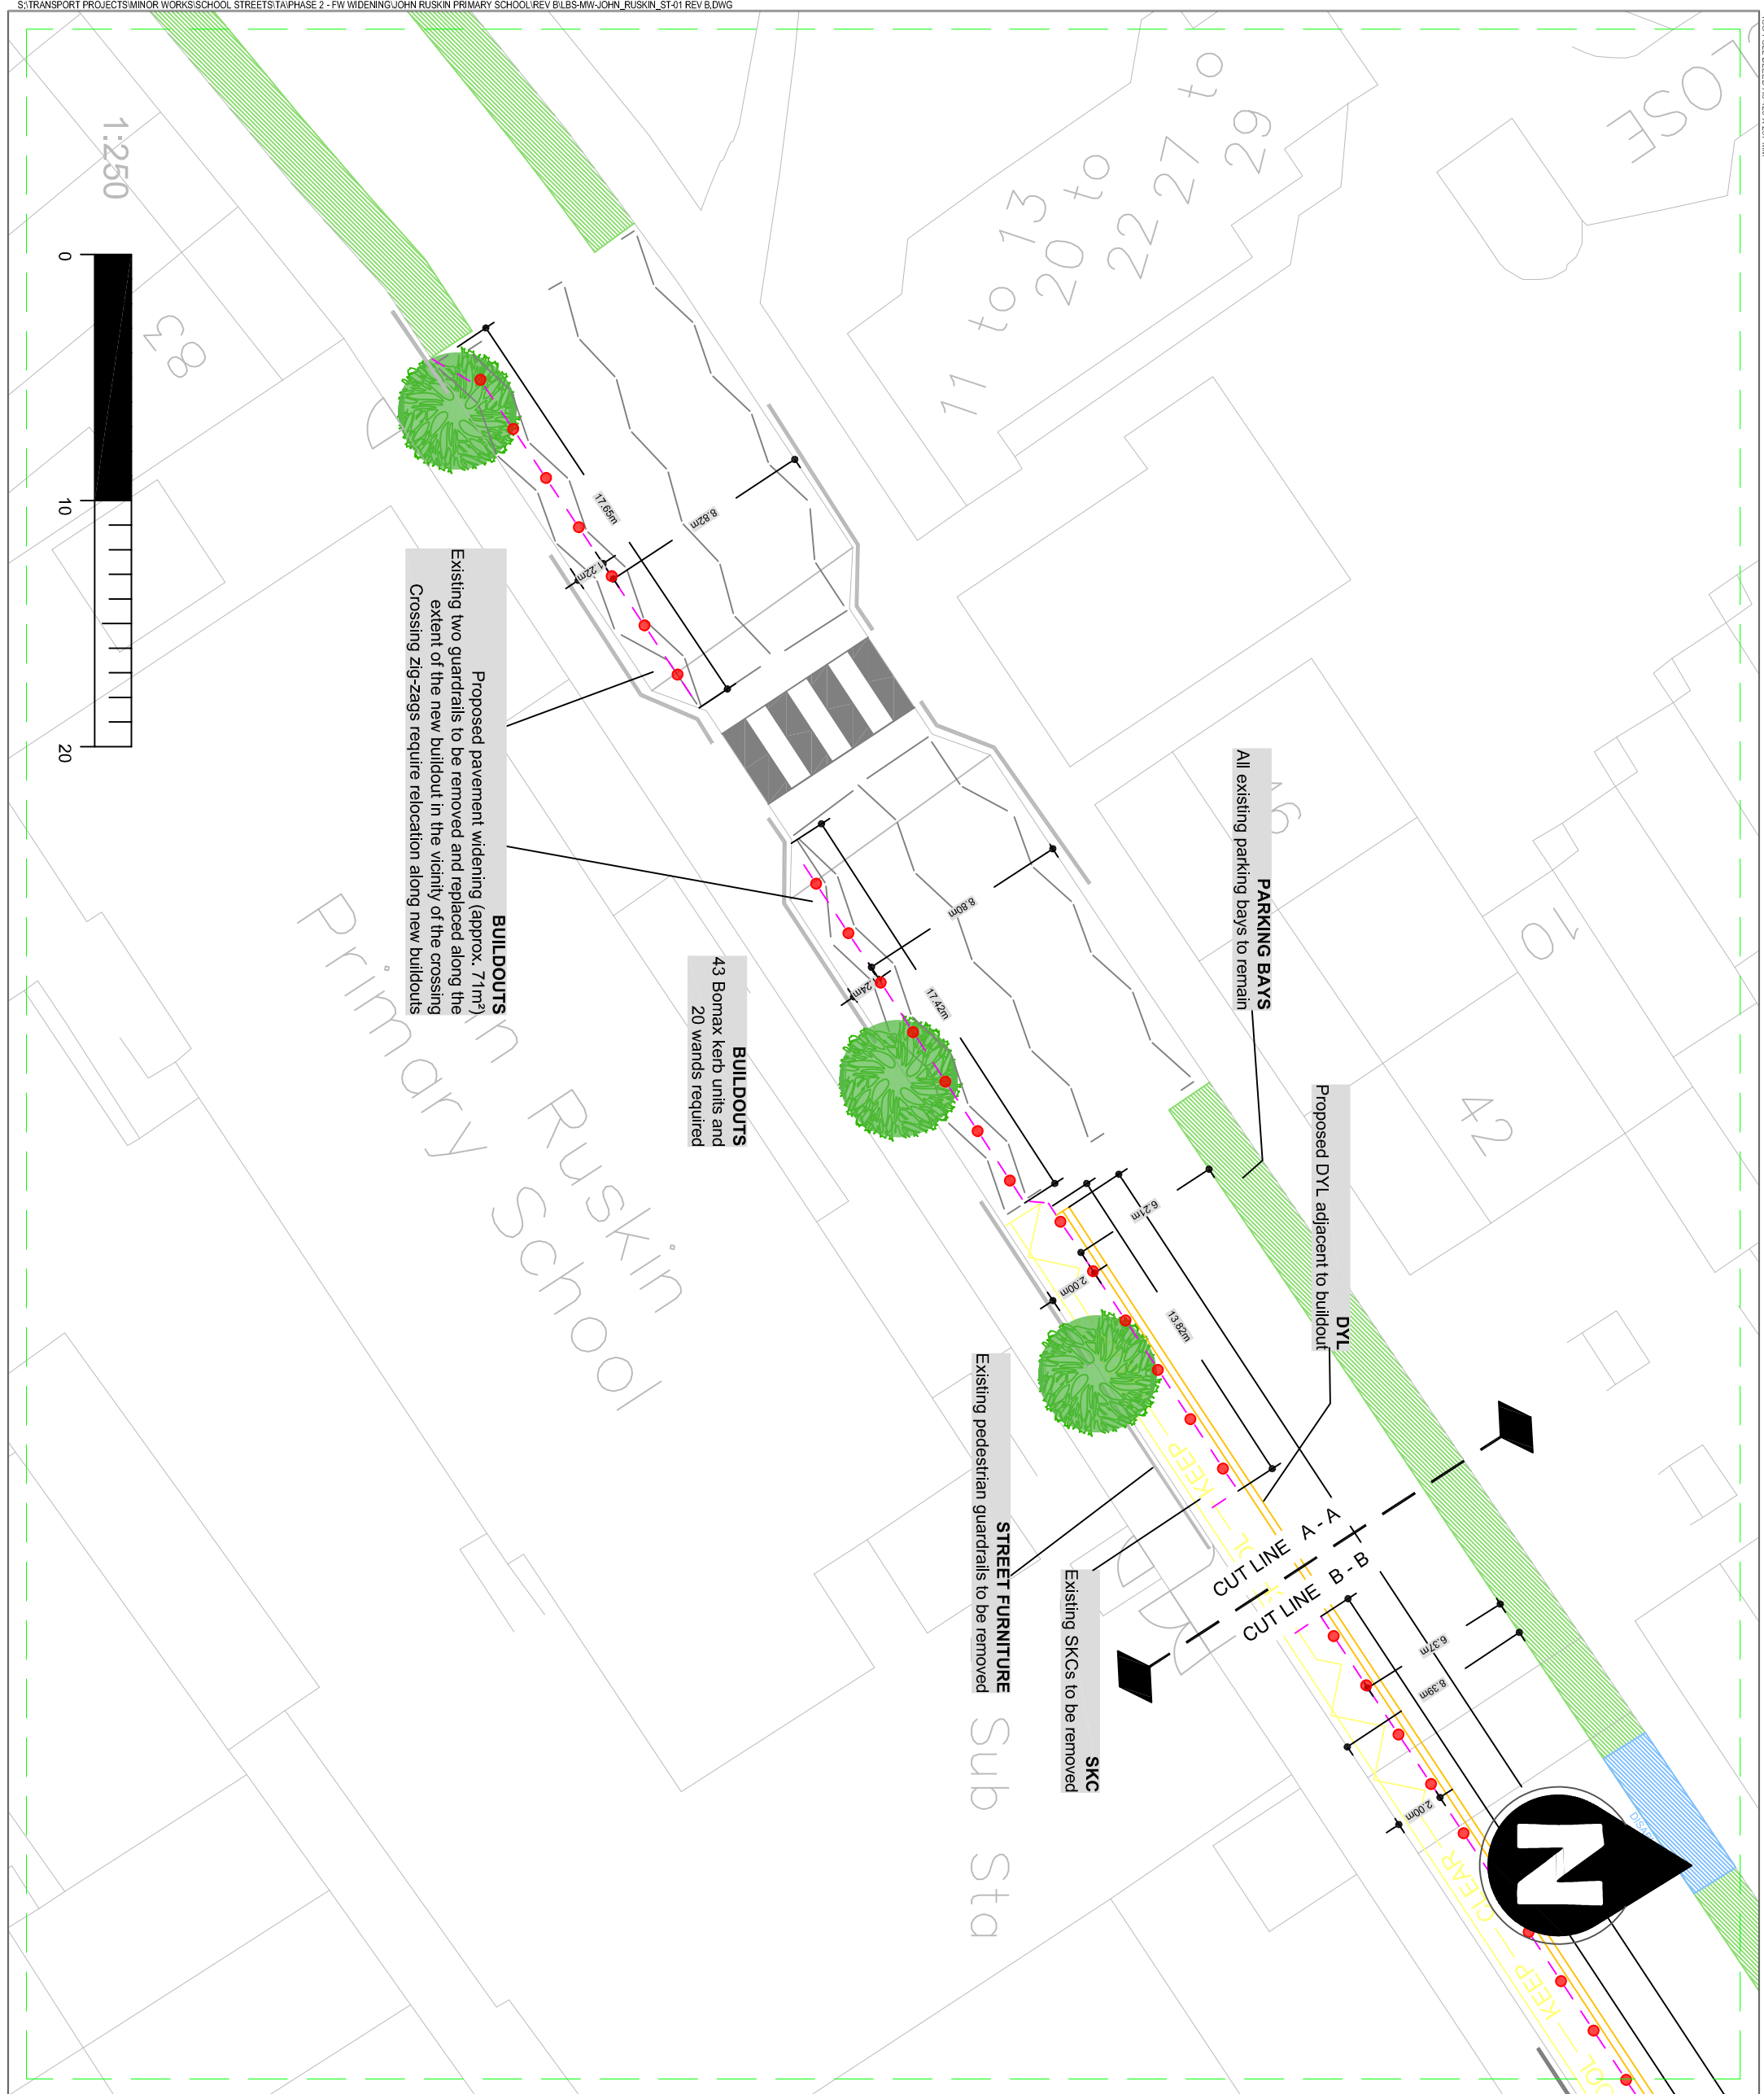 S:\TRANSPORT PROJECTS\MINOR WORKS\SCHOOL STREETS\TA\PHASE 2 - FW WIDENING\JOHN RUSKIN PRIMARY SCHOOL\REV B\LBS-MW-JOHN_RUSKIN_ST-01 REV B.DWG
LOSE
11 to 13
20 to
22 27 to
29
1:250
0
10
20
83
17.65m
8.82m
1.22m
BUILDOUTS
Proposed pavement widening (approx. 71m²)
Existing two guardrails to be removed and replaced along the
extent of the new buildout in the vicinity of the crossing
Crossing zig-zags require relocation along new buildouts
PARKING BAYS
All existing parking bays to remain
8.80m
17.42m
BUILDOUTS
43 Bomax kerb units and
20 wands required
10
42
Ruskin
Primary School
DYL
Proposed DYL adjacent to buildout
6.21m
2.00m
13.82m
STREET FURNITURE
Existing pedestrian guardrails to be removed
KEEP
CUT LINE A - A
CUT LINE B - B
SKC
Existing SKCs to be removed
6.37m
8.39m
2.00m
Sub Sta
CLEAR
N
KEEP